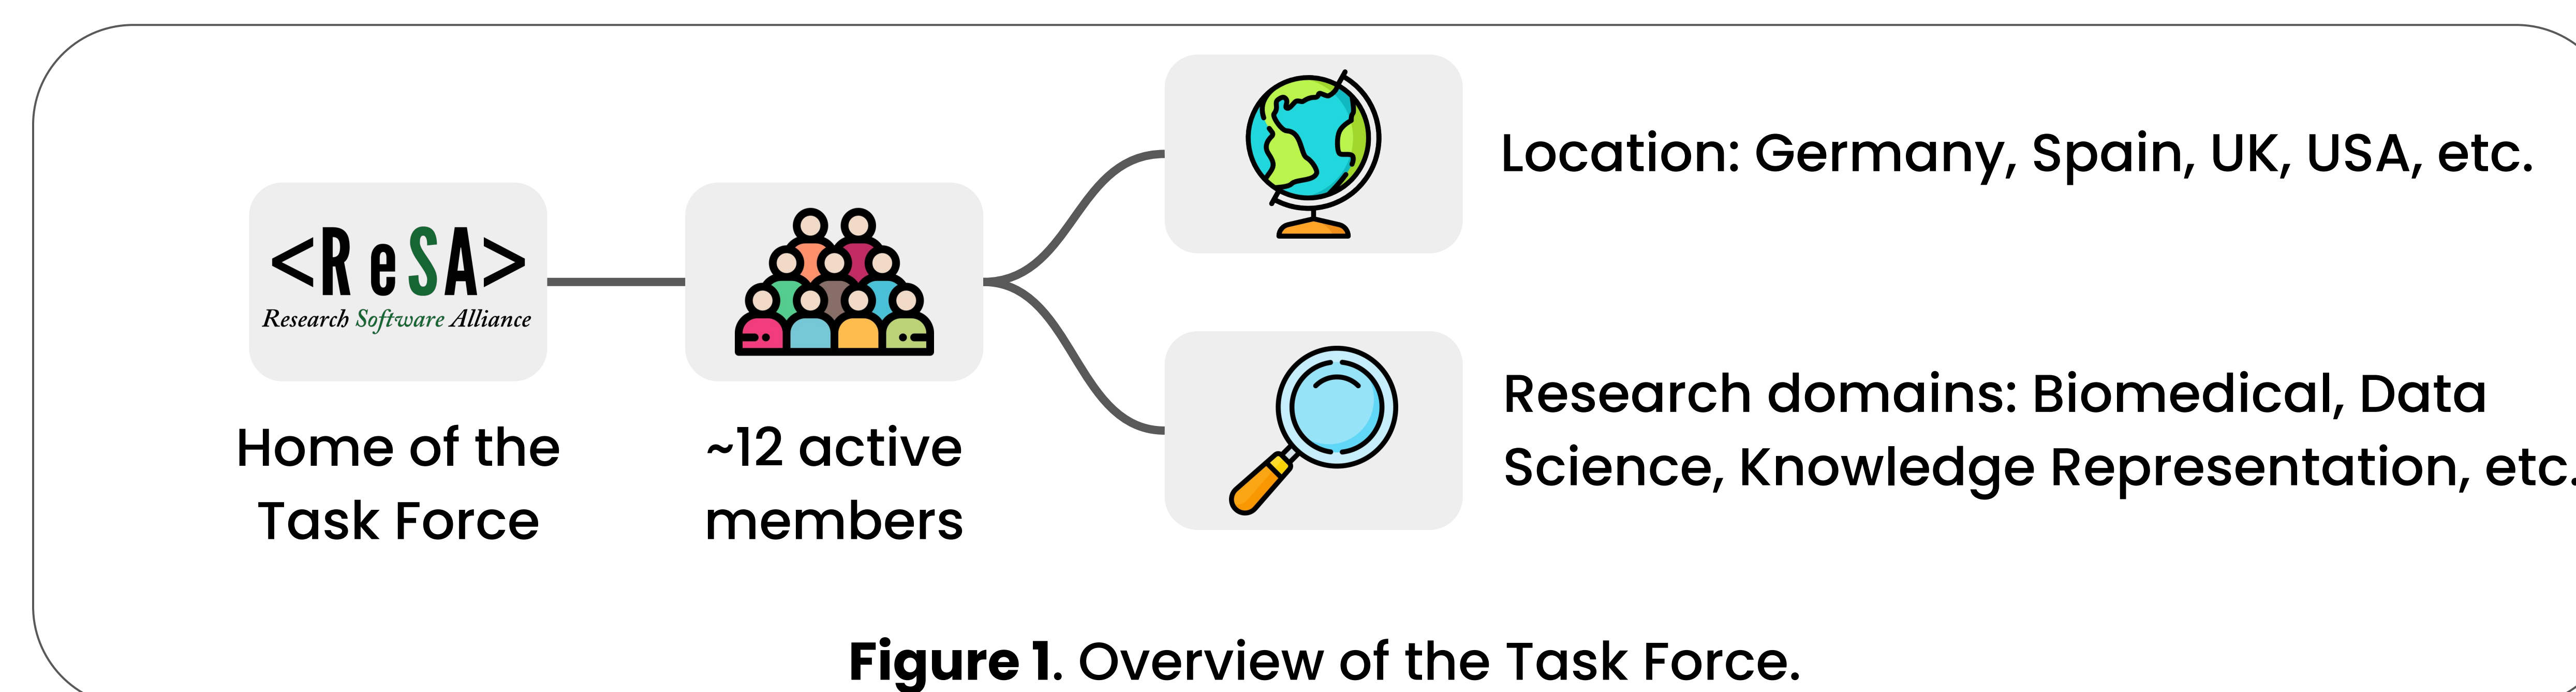 <ReSA>
Research Software Alliance
Home of the
Task Force
~12 active
members
Location: Germany, Spain, UK, USA, etc.
Research domains: Biomedical, Data
Science, Knowledge Representation, etc.
Figure 1. Overview of the Task Force.